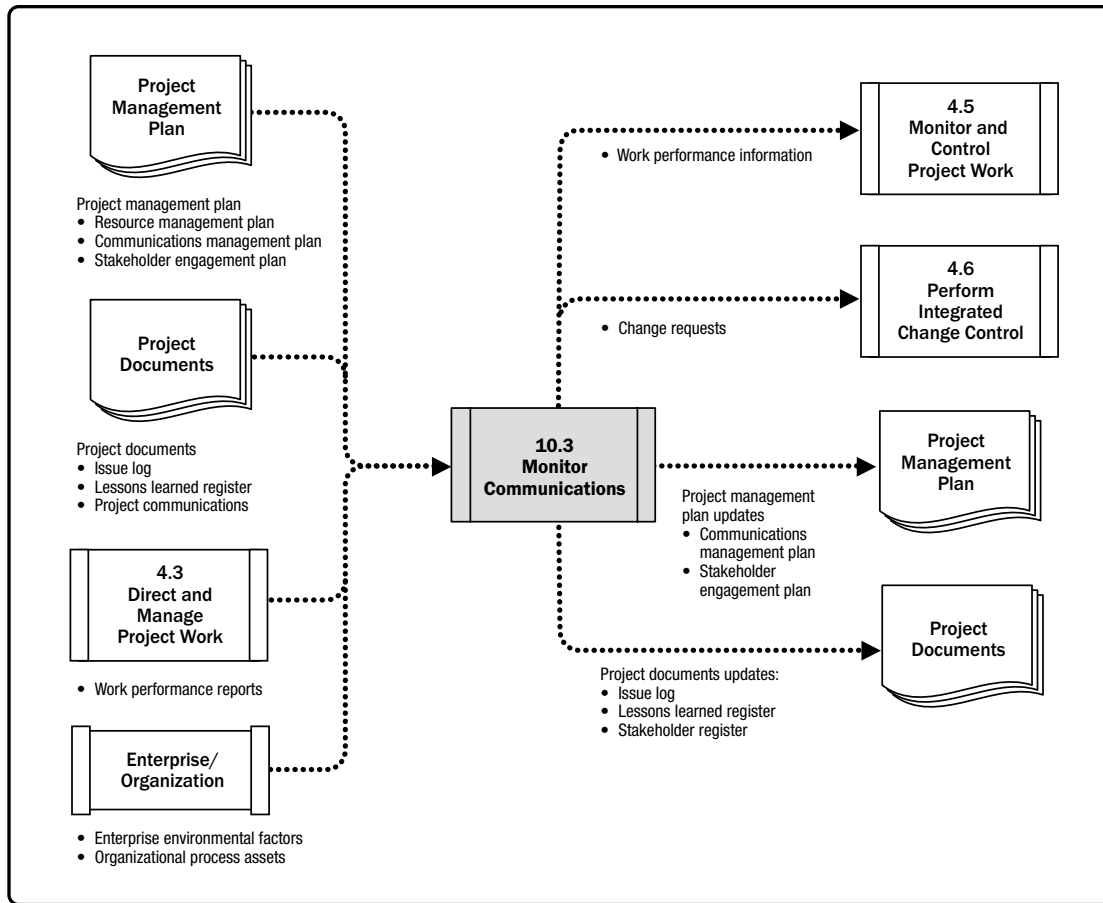 Project
Management
Plan
Project management plan
• Resource management plan
• Communications management plan
• Stakeholder engagement plan
Project
Documents
Project documents
• Issue log
• Lessons learned register
• Project communications
4.3
Direct and
Manage
Project Work
• Work performance reports
Enterprise/
Organization
• Enterprise environmental factors
• Organizational process assets
10.3
Monitor
Communications
• Work performance information
4.5
Monitor and
Control
Project Work
• Change requests
4.6
Perform
Integrated
Change Control
Project management
plan updates
• Communications
management plan
• Stakeholder
engagement plan
Project
Management
Plan
Project documents updates:
• Issue log
• Lessons learned register
• Stakeholder register
Project
Documents